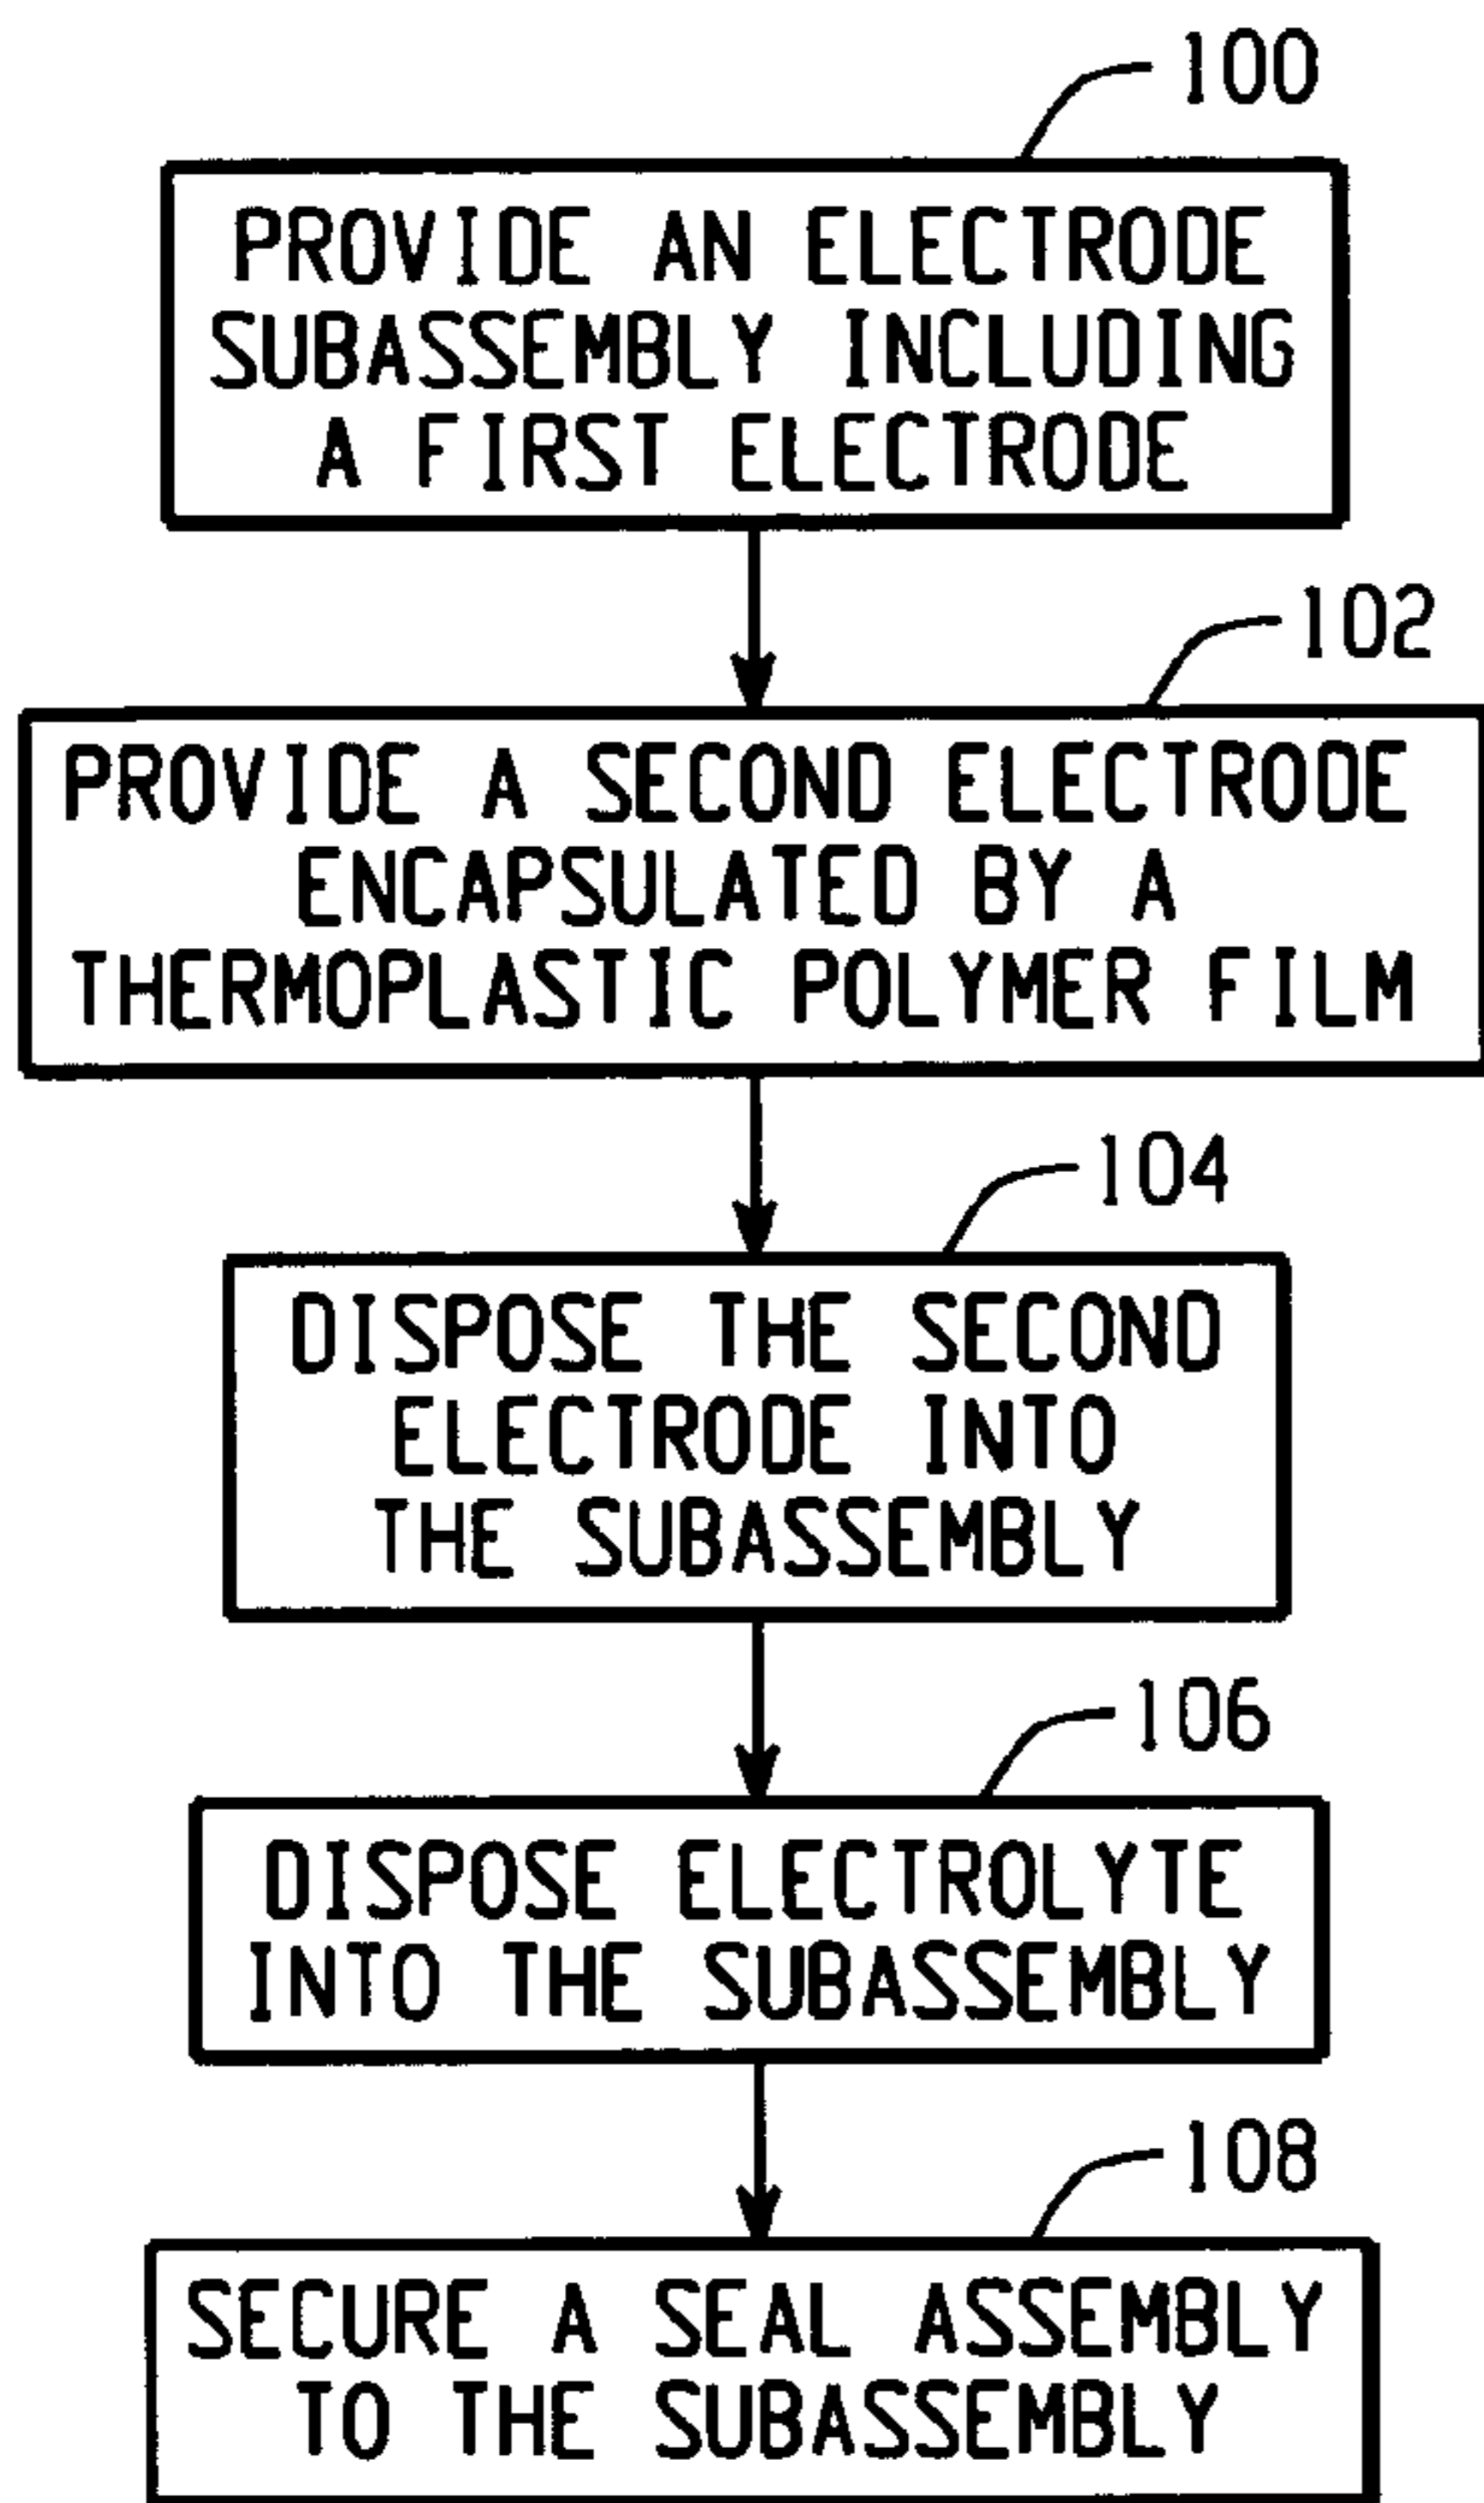 100
PROVIDE AN ELECTRODE
SUBASSEMBLY INCLUDING
A FIRST ELECTRODE
102
PROVIDE A SECOND ELECTRODE
ENCAPSULATED BY A
THERMOPLASTIC POLYMER FILM
104
DISPOSE THE SECOND
ELECTRODE INTO
THE SUBASSEMBLY
106
DISPOSE ELECTROLYTE
INTO THE SUBASSEMBLY
108
SECURE A SEAL ASSEMBLY
TO THE SUBASSEMBLY